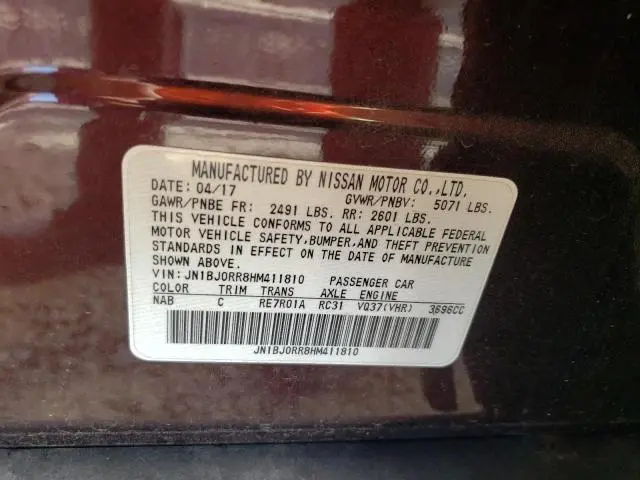 MANUFACTURED BY NISSAN MOTOR CO.,LTD.
DATE: 04/17 GVWR/PNBV: 5071 LBS.
GAWR/PNBE FR: 2491 LBS. RR: 2601 LBS.
THIS VEHICLE CONFORMS TO ALL APPLICABLE FEDERAL
MOTOR VEHICLE SAFETY,BUMPER,AND THEFT PREVENTION
STANDARDS IN EFFECT ON THE DATE OF MANUFACTURE
SHOWN ABOVE.
VIN: JN1BJ0RR8HM411810 PASSENGER CAR
COLOR TRIM TRANS AXLE ENGINE
NAB C RE7R01A RC31 VQ37(VHR) 3696CC
JN1BJ0RR8HM411810